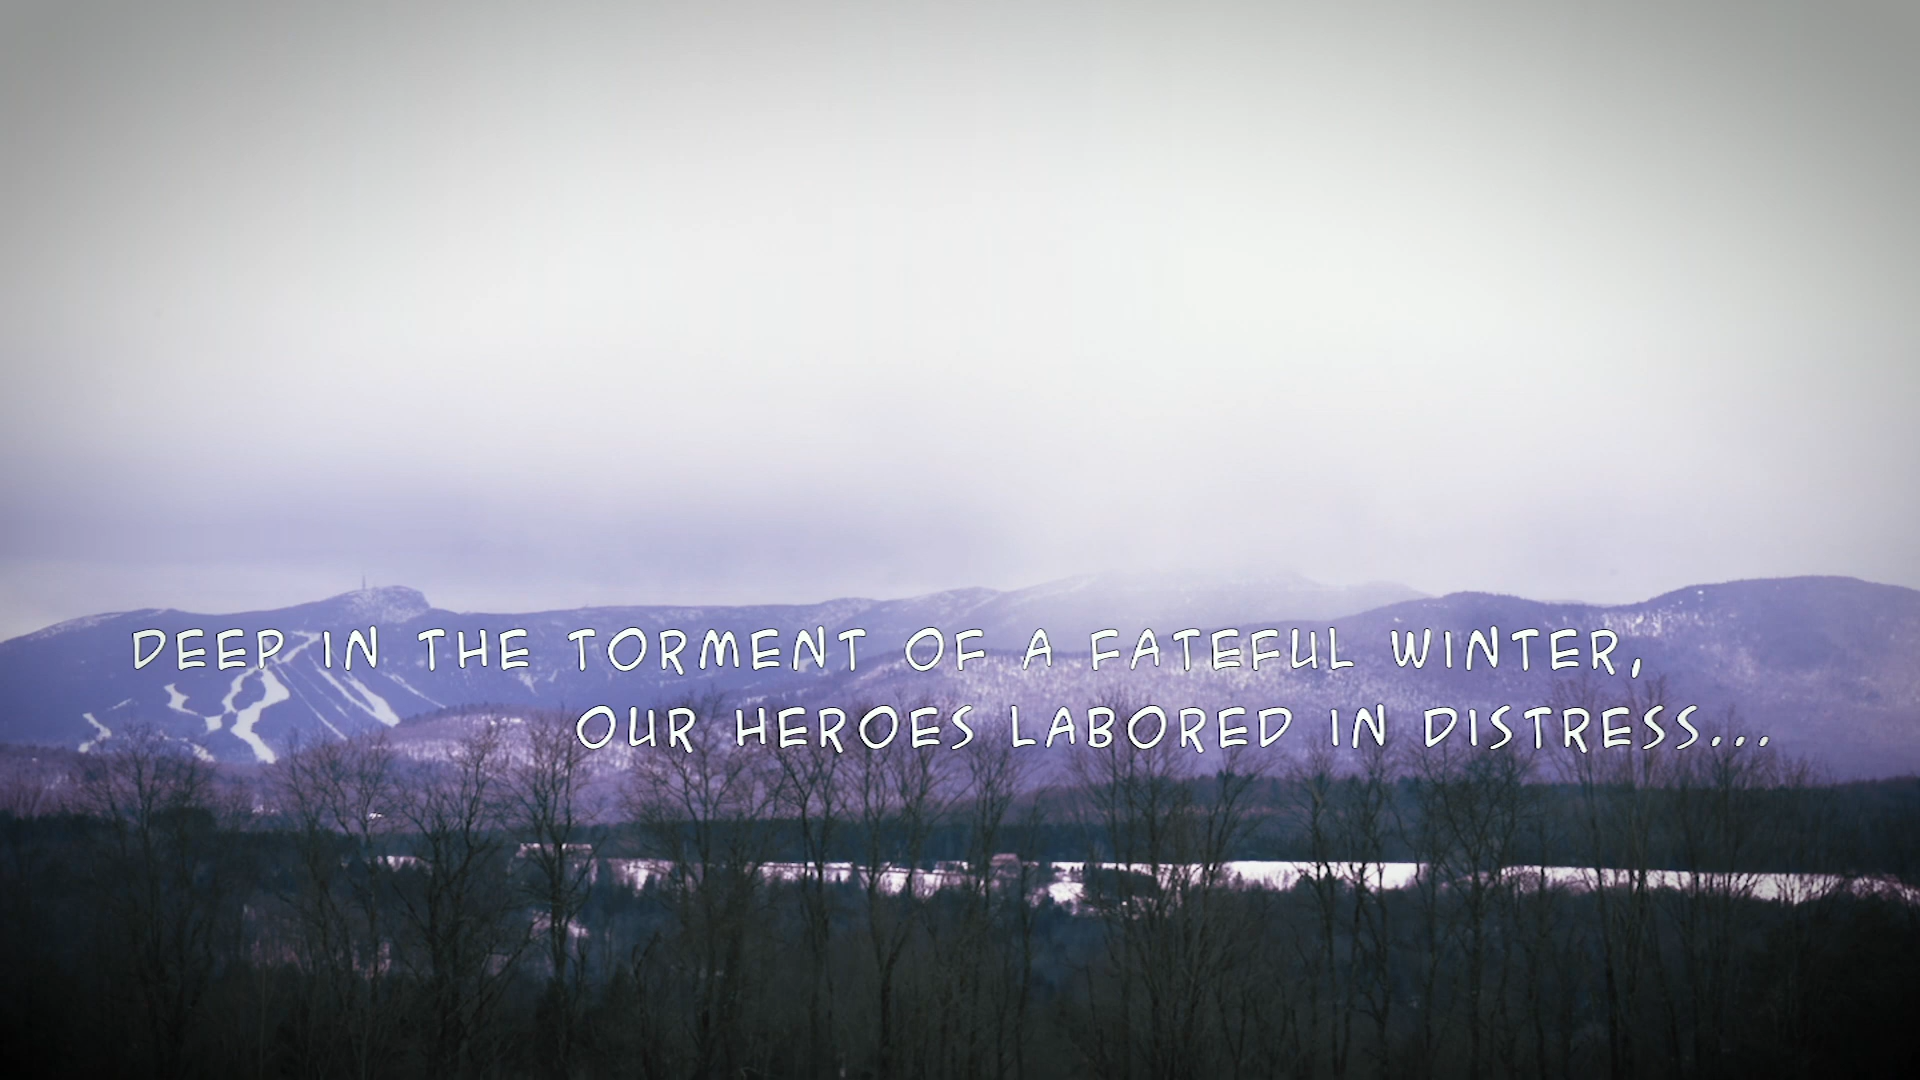 DEEP IN THE TORMENT OF A FATEFUL WINTER,
OUR HEROES LABORED IN DISTRESS...